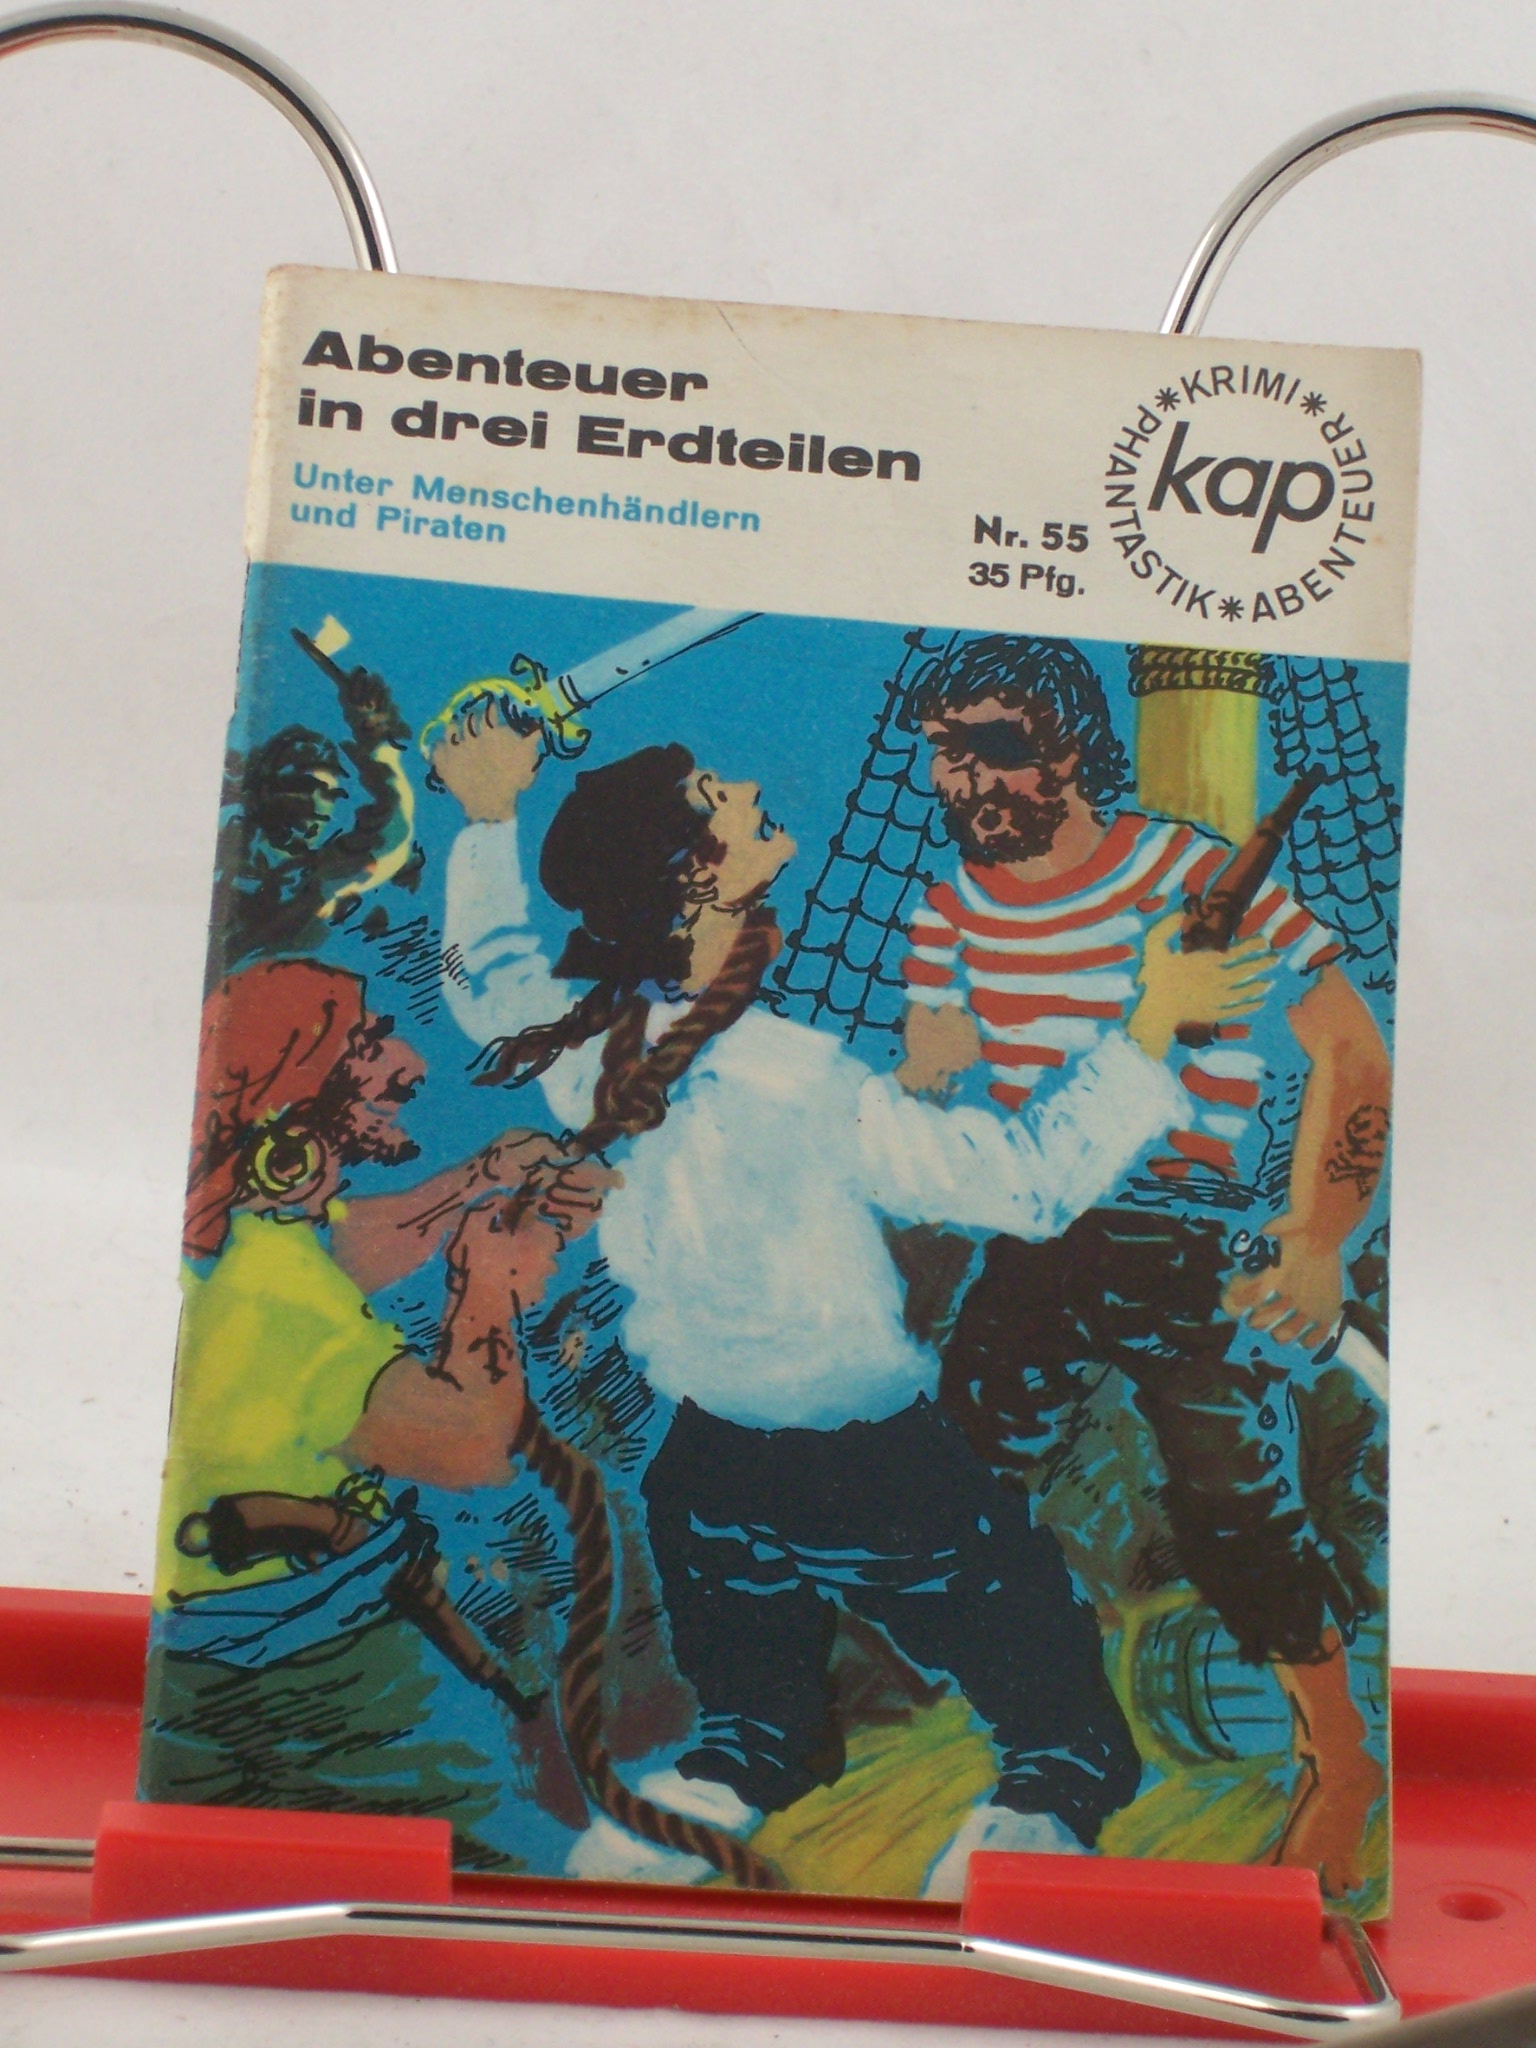 Abenteuer
in drei Erdteilen
Unter Menschenhändlern
und Piraten
Nr. 55
35 Pfg.
kap
KRIMI * ABENTEUER * PHANTASTIK *